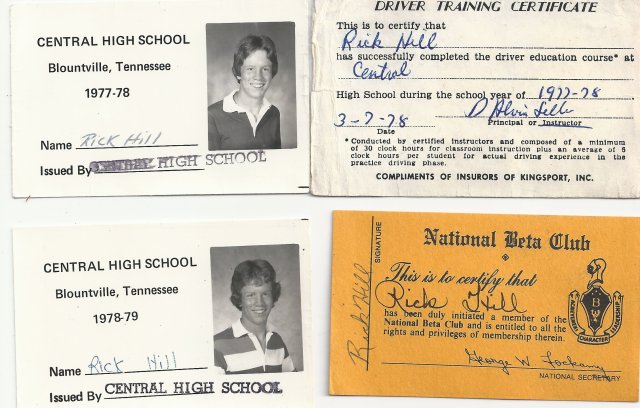 CENTRAL HIGH SCHOOL
Blountville, Tennessee
1977-78
Name Rick Hill
Issued By CENTRAL HIGH SCHOOL
DRIVER TRAINING CERTIFICATE
This is to certify that
Rick Hill
has successfully completed the driver education course* at
Central
High School during the school year of 1977-78
3-7-78 D Alvin
Date Principal or Instructor
*Conducted by certified instructors and composed of a minimum
of 30 clock hours for classroom instruction plus an average of 6
clock hours per student for actual driving experience in the
practice driving phase.
COMPLIMENTS OF INSURORS OF KINGSPORT, INC.
CENTRAL HIGH SCHOOL
Blountville, Tennessee
1978-79
Name Rick Hill
Issued By CENTRAL HIGH SCHOOL
SIGNATURE
Rick Hill
National Beta Club
This is to certify that
Rick Hill
has been duly initiated a member of the
National Beta Club and is entitled to all the
rights and privileges of membership therein.
B W
CHARACTER
LEADERSHIP
George W
NATIONAL SECRETARY